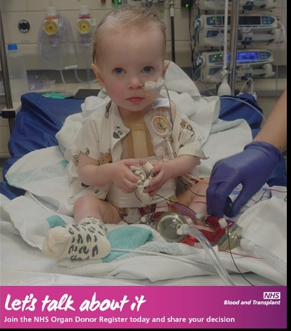 Let's talk about it
Join the NHS Organ Donor Register today and share your decision
NHS
Blood and Transplant